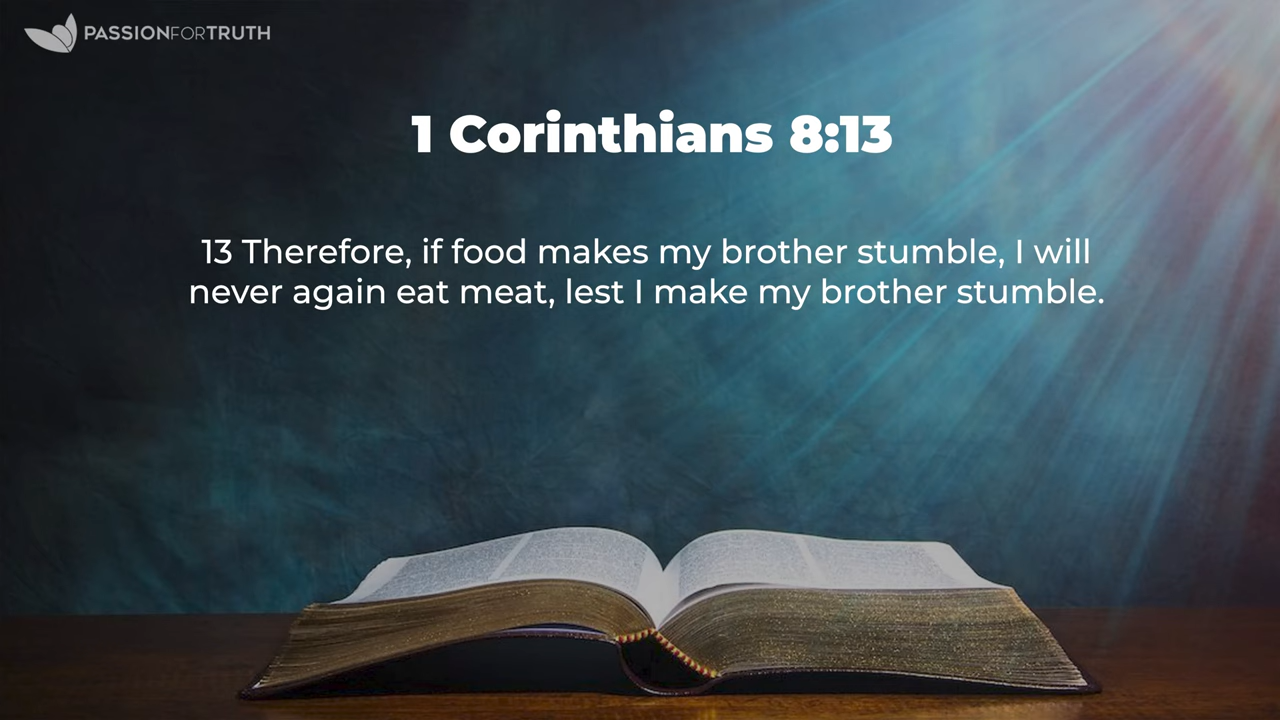 PASSIONFORTRUTH
1 Corinthians 8:13
13 Therefore, if food makes my brother stumble, I will
never again eat meat, lest I make my brother stumble.